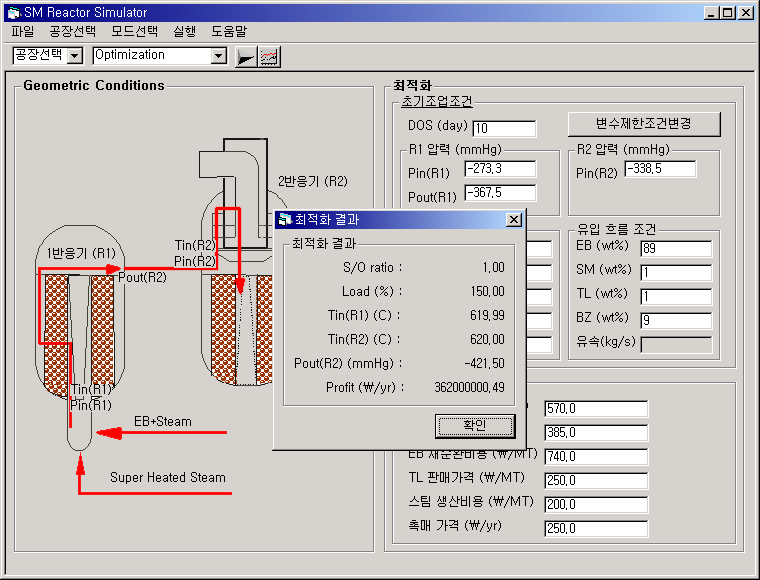 SM Reactor Simulator
파일 공장선택 모드선택 실행 도움말
공장선택 Optimization
Geometric Conditions
2반응기 (R2)
1반응기 (R1)
Tin(R2)
Pin(R2)
Pout(R2)
Tin(R1)
Pin(R1)
EB+Steam
Super Heated Steam
최적화
초기조업조건
DOS (day) 10
변수제한조건변경
R1 압력 (mmHg)
Pin(R1) -273,3
Pout(R1) -367,5
R2 압력 (mmHg)
Pin(R2) -338,5
유입 흐름 조건
EB (wt%) 89
SM (wt%) 1
TL (wt%) 1
BZ (wt%) 9
유속(kg/s)
최적화 결과
최적화 결과
S/O ratio : 1,00
Load (%) : 150,00
Tin(R1) (C) : 619,99
Tin(R2) (C) : 620,00
Pout(R2) (mmHg) : -421,50
Profit (₩/yr) : 362000000,49
확인
570,0
385,0
EB 재순환비용 (₩/MT) 740,0
TL 판매가격 (₩/MT) 250,0
스팀 생산비용 (₩/MT) 200,0
촉매 가격 (₩/yr) 250,0